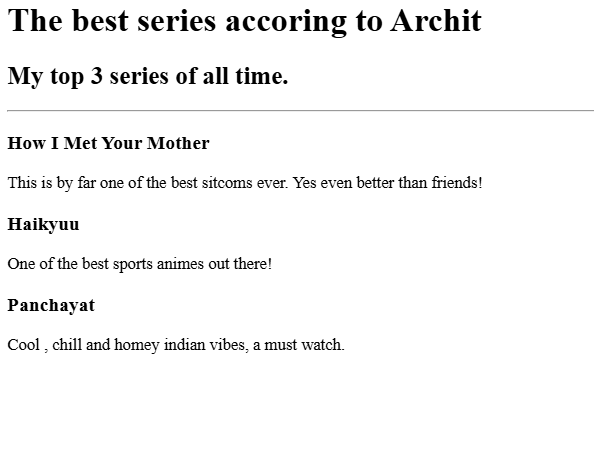 The best series accoring to Archit
My top 3 series of all time.
How I Met Your Mother
This is by far one of the best sitcoms ever. Yes even better than friends!
Haikyuu
One of the best sports animes out there!
Panchayat
Cool , chill and homey indian vibes, a must watch.